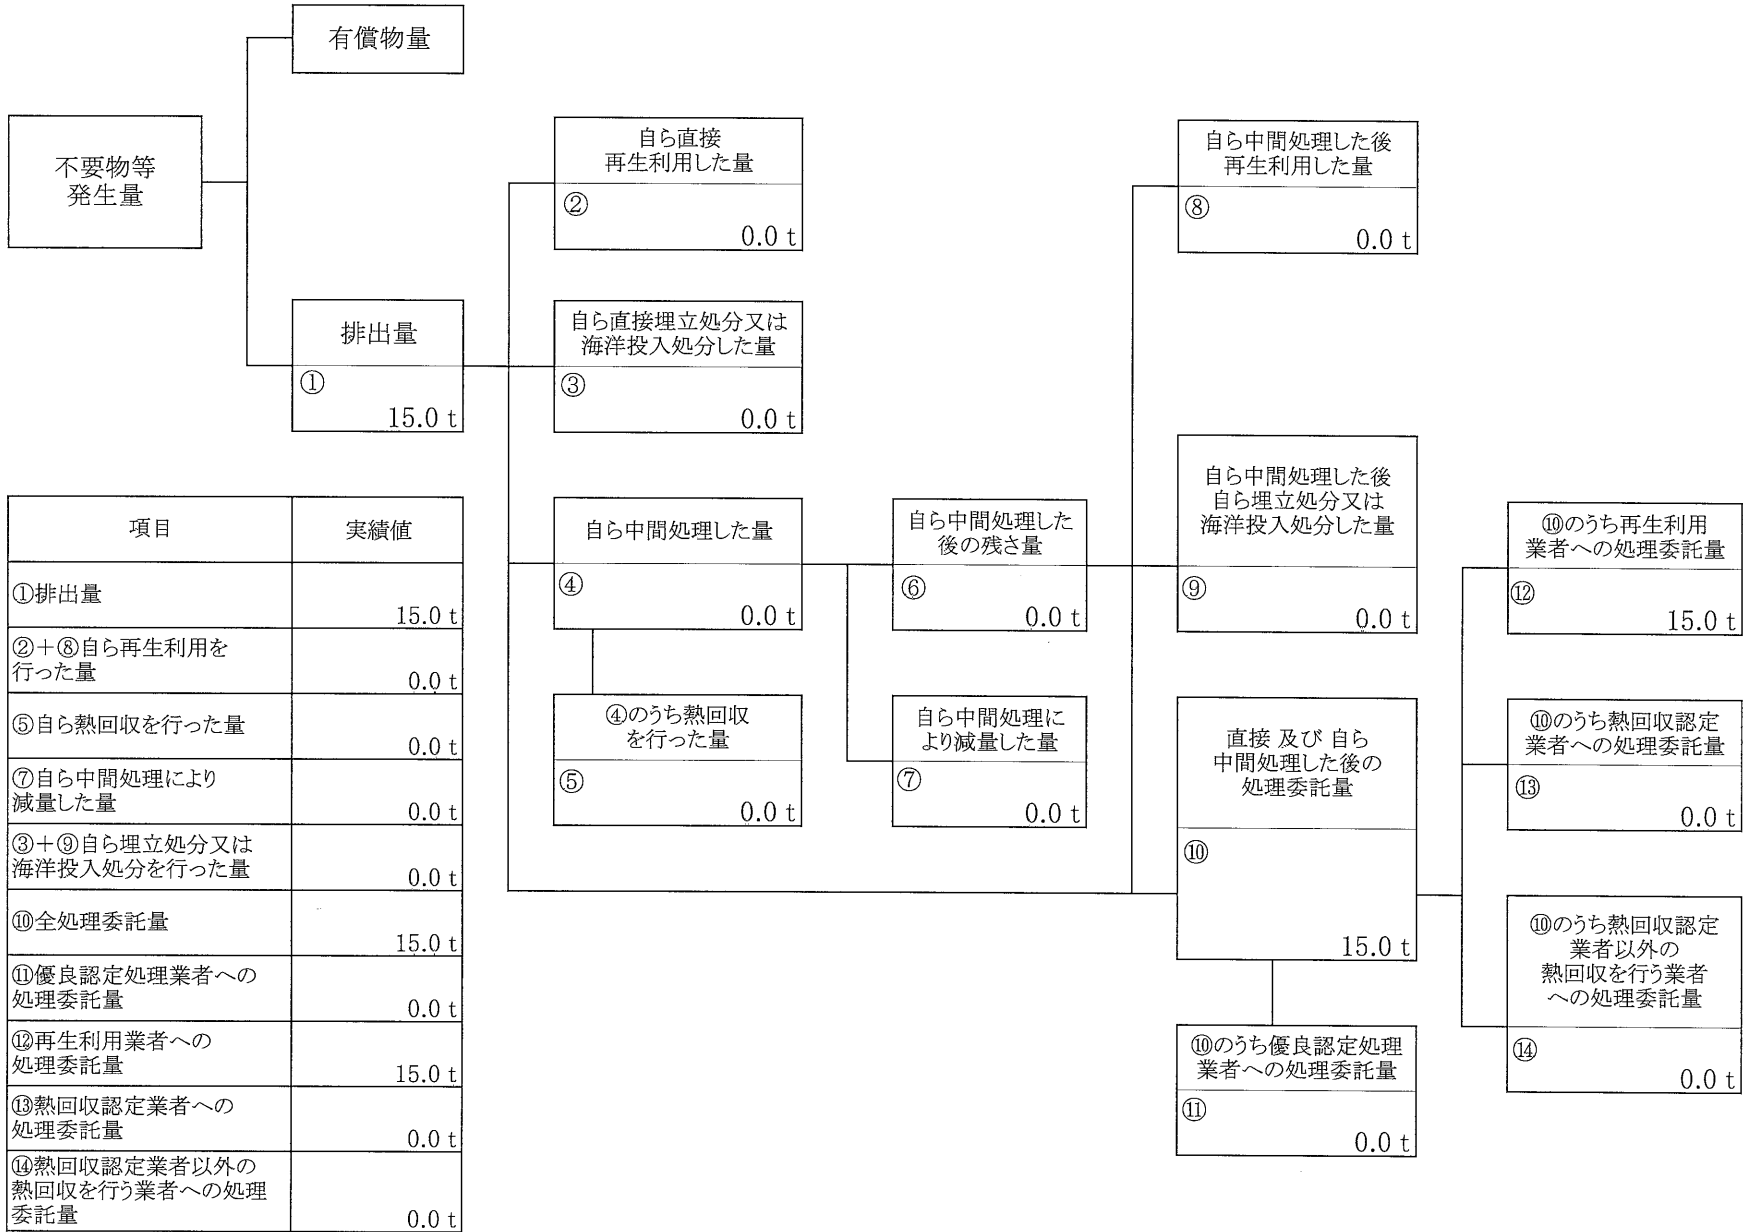 有償物量
不要物等
発生量
排出量
①
15.0 t
自ら直接
再生利用した量
②
0.0 t
自ら直接埋立処分又は
海洋投入処分した量
③
0.0 t
自ら中間処理した量
④
0.0 t
④のうち熱回収
を行った量
⑤
0.0 t
自ら中間処理した
後の残さ量
⑥
0.0 t
自ら中間処理に
より減量した量
⑦
0.0 t
自ら中間処理した後
再生利用した量
⑧
0.0 t
自ら中間処理した後
自ら埋立処分又は
海洋投入処分した量
⑨
0.0 t
直接 及び 自ら
中間処理した後の
処理委託量
⑩
15.0 t
⑩のうち優良認定処理
業者への処理委託量
⑪
0.0 t
⑩のうち再生利用
業者への処理委託量
⑫
15.0 t
⑩のうち熱回収認定
業者への処理委託量
⑬
0.0 t
⑩のうち熱回収認定
業者以外の
熱回収を行う業者
への処理委託量
⑭
0.0 t
項目 実績値
①排出量
15.0 t
②＋⑧自ら再生利用を
行った量
0.0 t
⑤自ら熱回収を行った量
0.0 t
⑦自ら中間処理により
減量した量
0.0 t
③＋⑨自ら埋立処分又は
海洋投入処分を行った量
0.0 t
⑩全処理委託量
15.0 t
⑪優良認定処理業者への
処理委託量
0.0 t
⑫再生利用業者への
処理委託量
15.0 t
⑬熱回収認定業者への
処理委託量
0.0 t
⑭熱回収認定業者以外の
熱回収を行う業者への処理
委託量
0.0 t